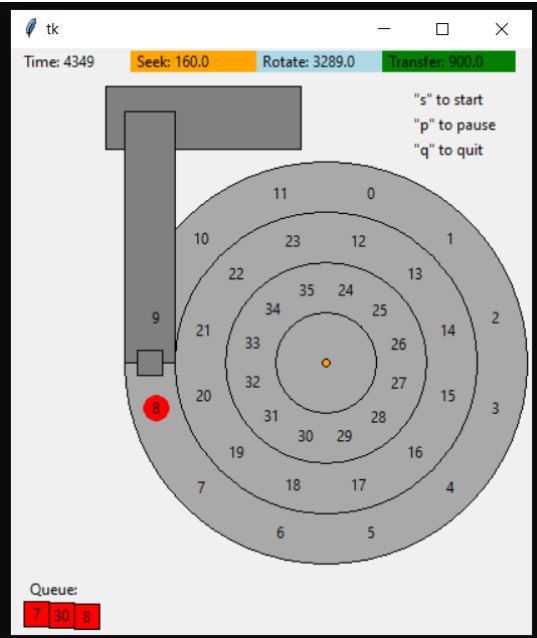 tk
Time: 4349 Seek: 160.0 Rotate: 3289.0 Transfer: 900.0
"s" to start
"p" to pause
"q" to quit
11 0
10 23 12 1
22 13
35 24
34 25
9 21 33 26 14 2
32 27
8 20 15 3
31 28
30 29
19 16
7 18 17 4
6 5
Queue:
7 30 8